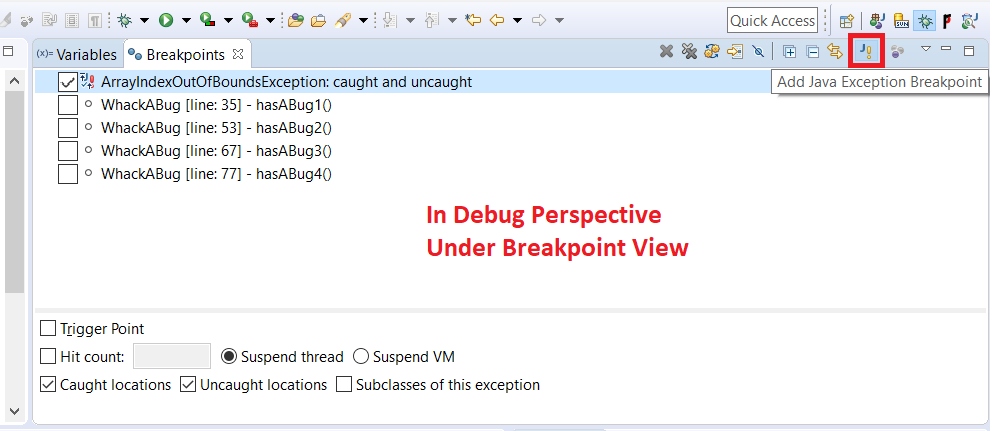 Quick Access
(x)= Variables
Breakpoints
Add Java Exception Breakpoint
ArrayIndexOutOfBoundsException: caught and uncaught
WhackABug [line: 35] - hasABug1()
WhackABug [line: 53] - hasABug2()
WhackABug [line: 67] - hasABug3()
WhackABug [line: 77] - hasABug4()
In Debug Perspective
Under Breakpoint View
Trigger Point
Hit count:
Suspend thread
Suspend VM
Caught locations
Uncaught locations
Subclasses of this exception